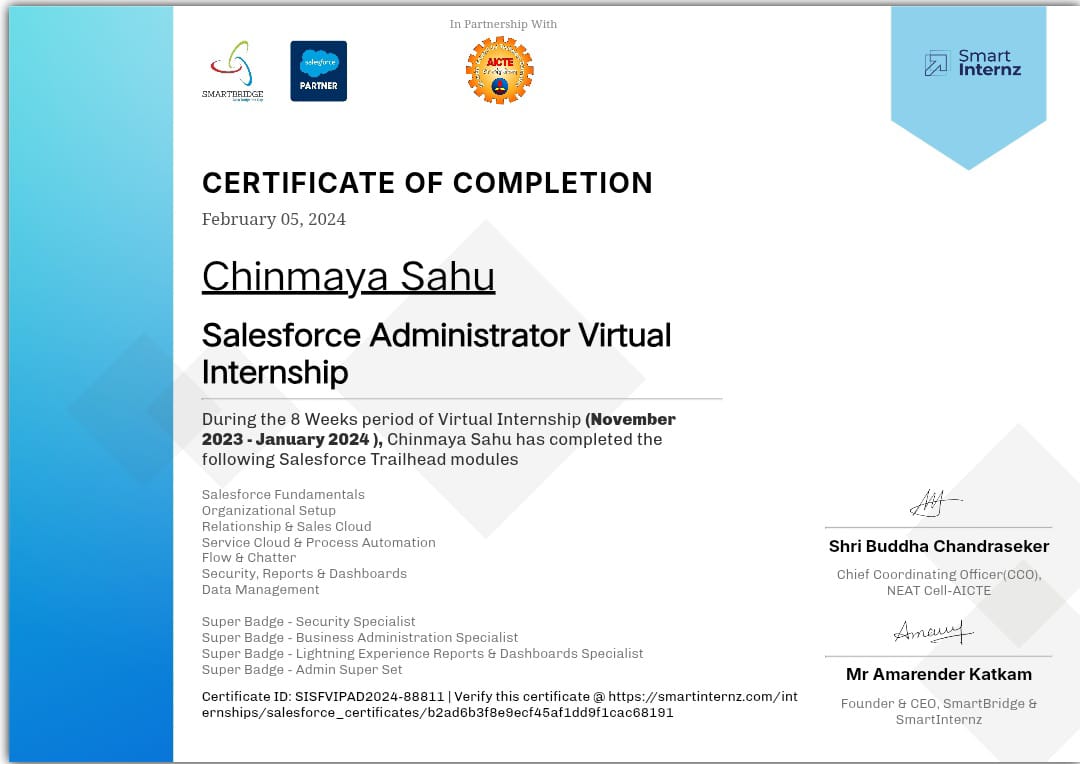 In Partnership With
SMARTBRIDGE
salesforce
PARTNER
AICTE
Smart
Internz
CERTIFICATE OF COMPLETION
February 05, 2024
Chinmaya Sahu
Salesforce Administrator Virtual
Internship
During the 8 Weeks period of Virtual Internship (November
2023 - January 2024 ), Chinmaya Sahu has completed the
following Salesforce Trailhead modules
Salesforce Fundamentals
Organizational Setup
Relationship & Sales Cloud
Service Cloud & Process Automation
Flow & Chatter
Security, Reports & Dashboards
Data Management
Super Badge - Security Specialist
Super Badge - Business Administration Specialist
Super Badge - Lightning Experience Reports & Dashboards Specialist
Super Badge - Admin Super Set
Certificate ID: SISFVIPAD2024-88811 | Verify this certificate @ https://smartinternz.com/int
ernships/salesforce_certificates/b2ad6b3f8e9ecf45af1dd9f1cac68191
Shri Buddha Chandraseker
Chief Coordinating Officer(CCO),
NEAT Cell-AICTE
Mr Amarender Katkam
Founder & CEO, SmartBridge &
SmartInternz